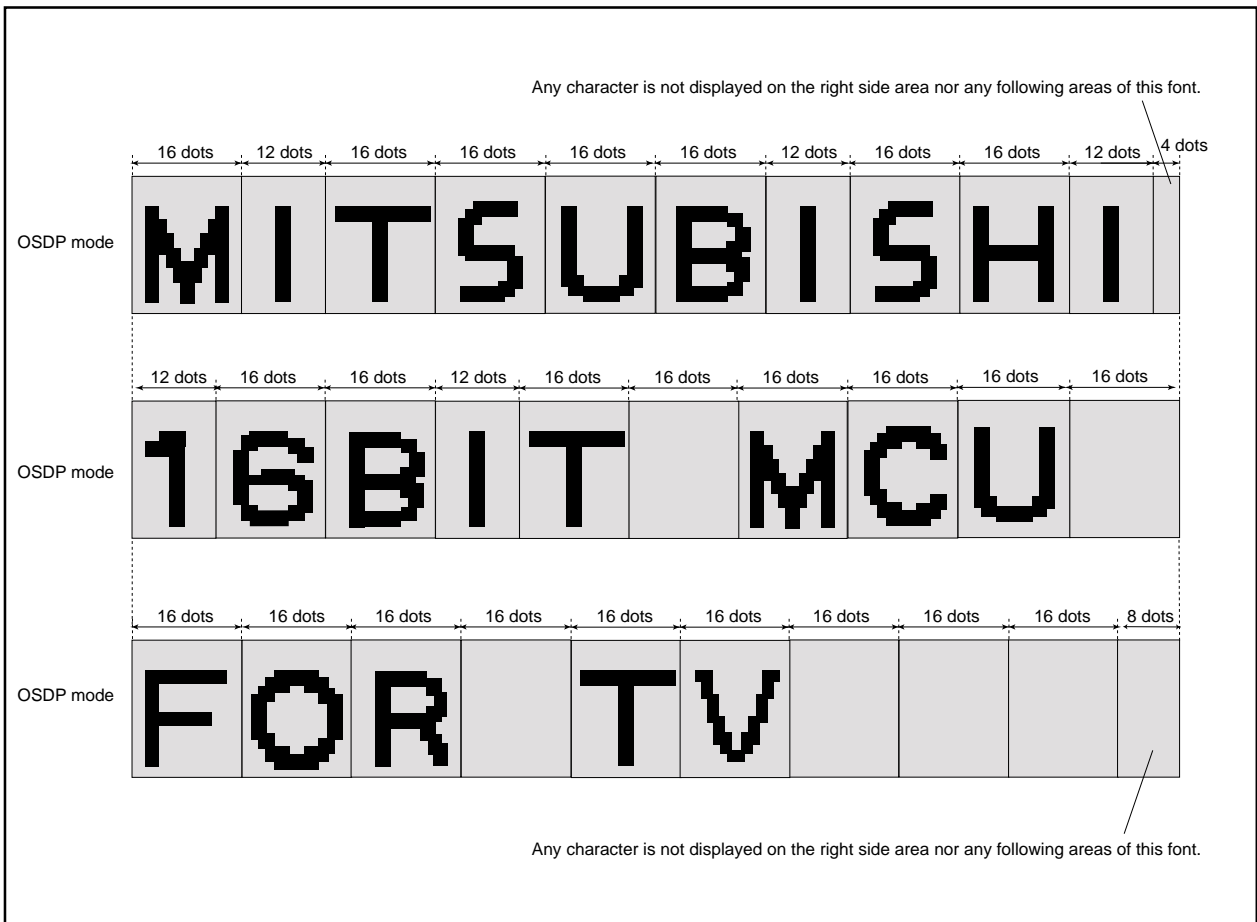 Any character is not displayed on the right side area nor any following areas of this font.
16 dots 12 dots 16 dots 16 dots 16 dots 16 dots 12 dots 16 dots 16 dots 12 dots 4 dots
OSDP mode MITSUBISHI
12 dots 16 dots 16 dots 12 dots 16 dots 16 dots 16 dots 16 dots 16 dots 16 dots
OSDP mode 16BIT MCU
16 dots 16 dots 16 dots 16 dots 16 dots 16 dots 16 dots 16 dots 16 dots 8 dots
OSDP mode FOR TV
Any character is not displayed on the right side area nor any following areas of this font.